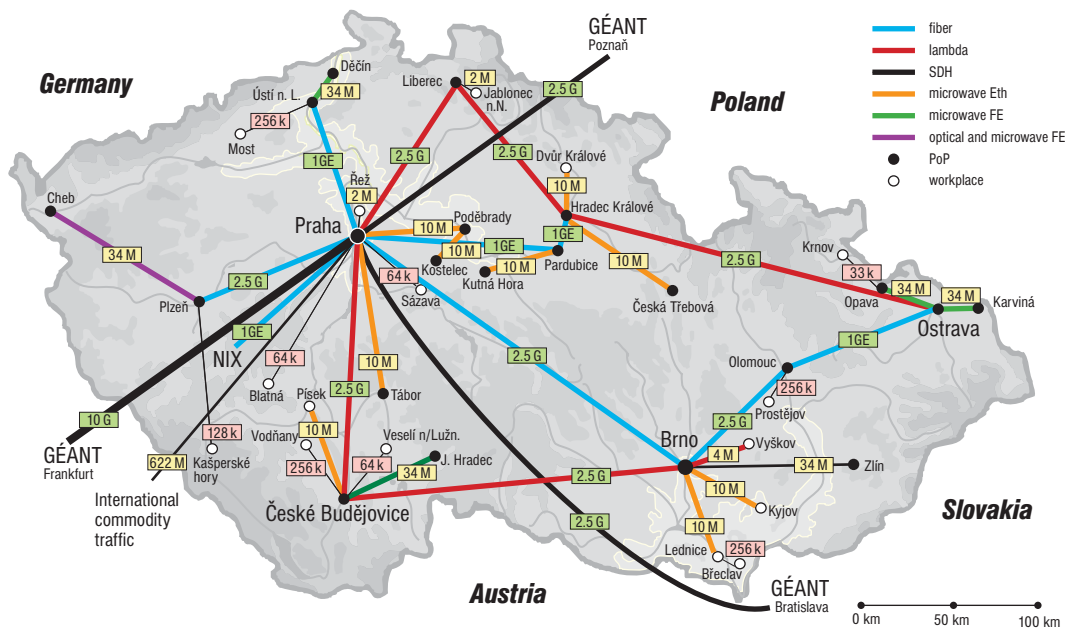 GÉANT
Poznaň
fiber
lambda
SDH
microwave Eth
microwave FE
optical and microwave FE
PoP
workplace
Germany
Poland
Děčín
Liberec
2 M
Jablonec
n.N.
2.5 G
Ústí n. L.
34 M
256 k
Most
1GE
2.5 G
2.5 G
Dvůr Králové
Řež
2 M
10 M
Cheb
Praha
10 M
Poděbrady
Hradec Králové
1GE
10 M
1GE
Kostelec
10 M
Kutná Hora
Pardubice
10 M
Česká Třebová
2.5 G
Krnov
33 k
Opava
34 M
34 M
Karviná
Ostrava
34 M
2.5 G
Plzeň
64 k
Sázava
1GE
NIX
64 k
Blatná
10 M
Tábor
2.5 G
2.5 G
1GE
Olomouc
256 k
Prostějov
2.5 G
Písek
10 M
Vodňany
256 k
Veselí n/Lužn.
64 k
34 M
J. Hradec
České Budějovice
10 G
GÉANT
Frankfurt
128 k
Kašperské
hory
622 M
International
commodity
traffic
Brno
4 M
Vyškov
34 M
Zlín
2.5 G
10 M
Kyjov
10 M
Lednice
256 k
Břeclav
2.5 G
Slovakia
Austria
GÉANT
Bratislava
0 km
50 km
100 km